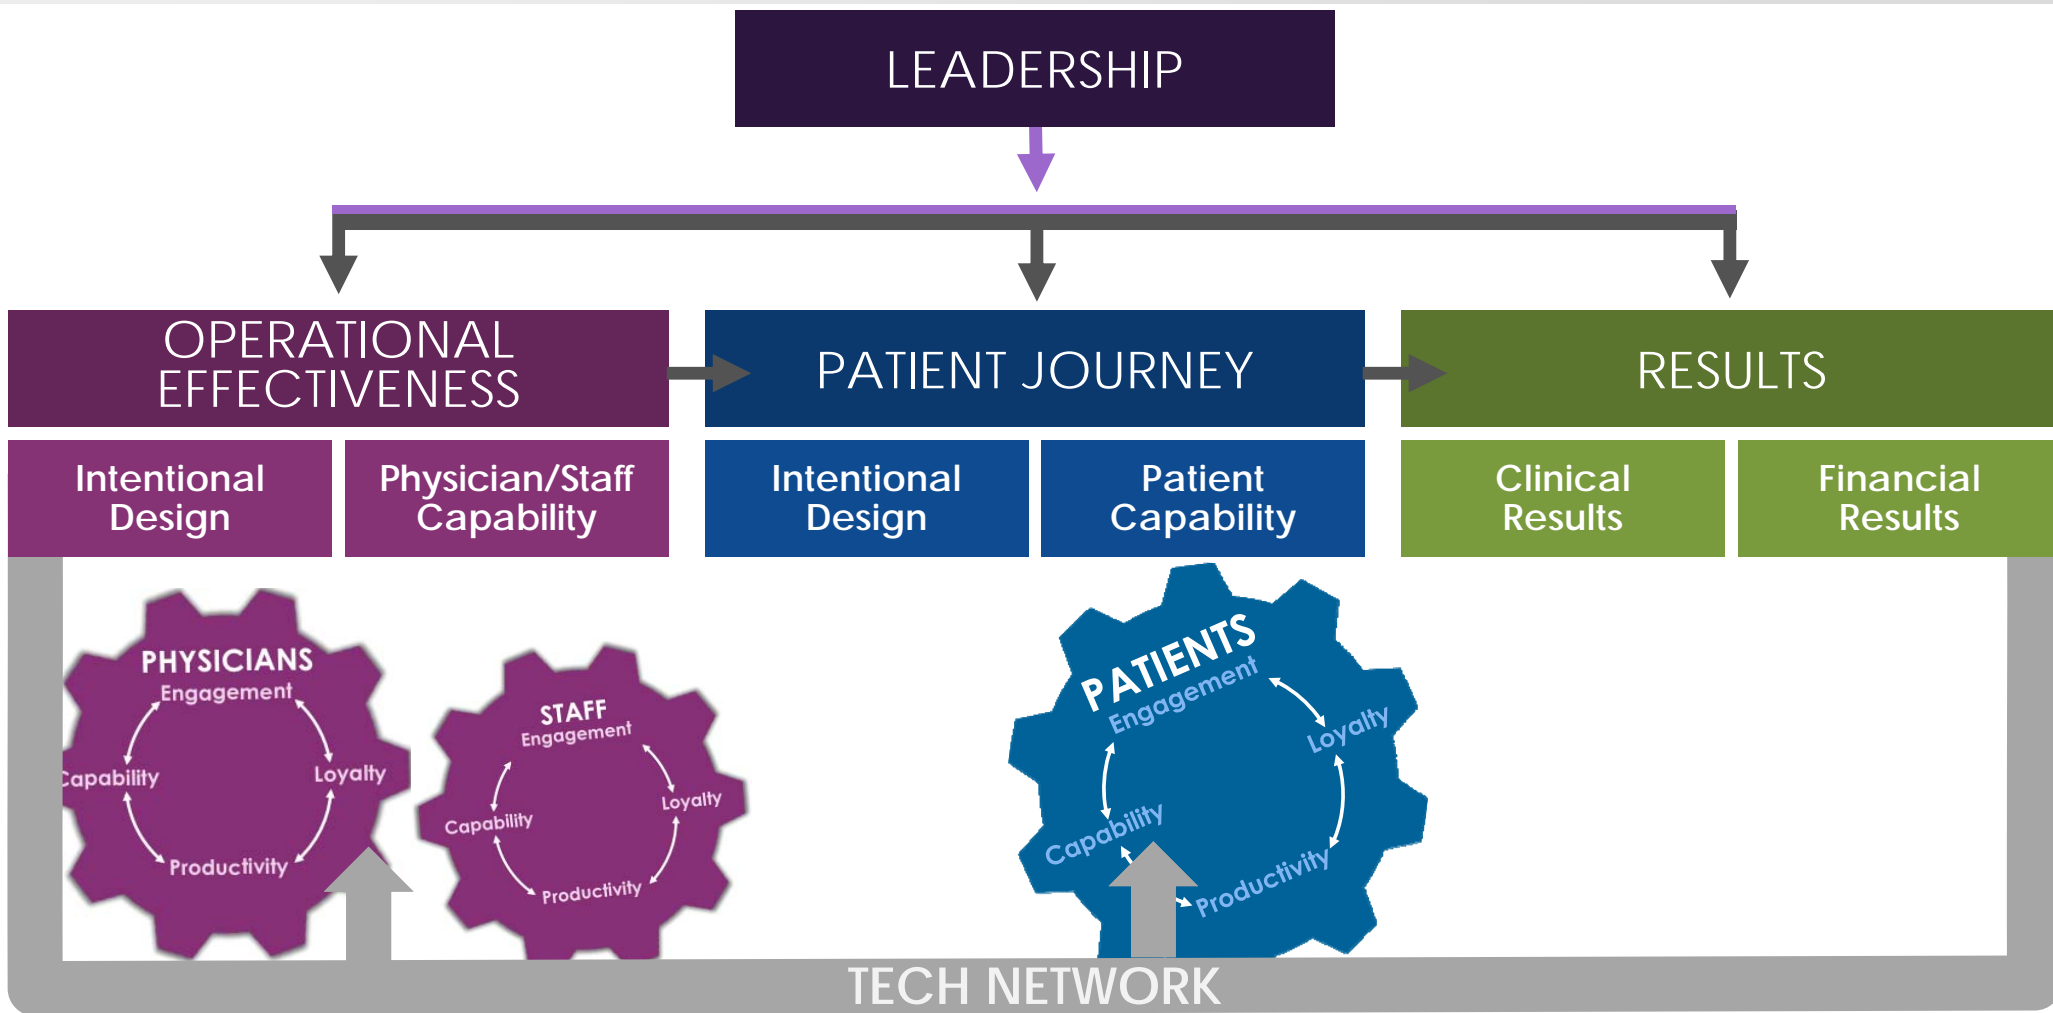 LEADERSHIP
OPERATIONAL
EFFECTIVENESS
PATIENT JOURNEY
RESULTS
Intentional
Design
Physician/Staff
Capability
Intentional
Design
Patient
Capability
Clinical
Results
Financial
Results
PHYSICIANS
Engagement
Capability
Loyalty
Productivity
STAFF
Engagement
Loyalty
Capability
Productivity
PATIENTS
Engagement
Loyalty
Capability
Productivity
TECH NETWORK